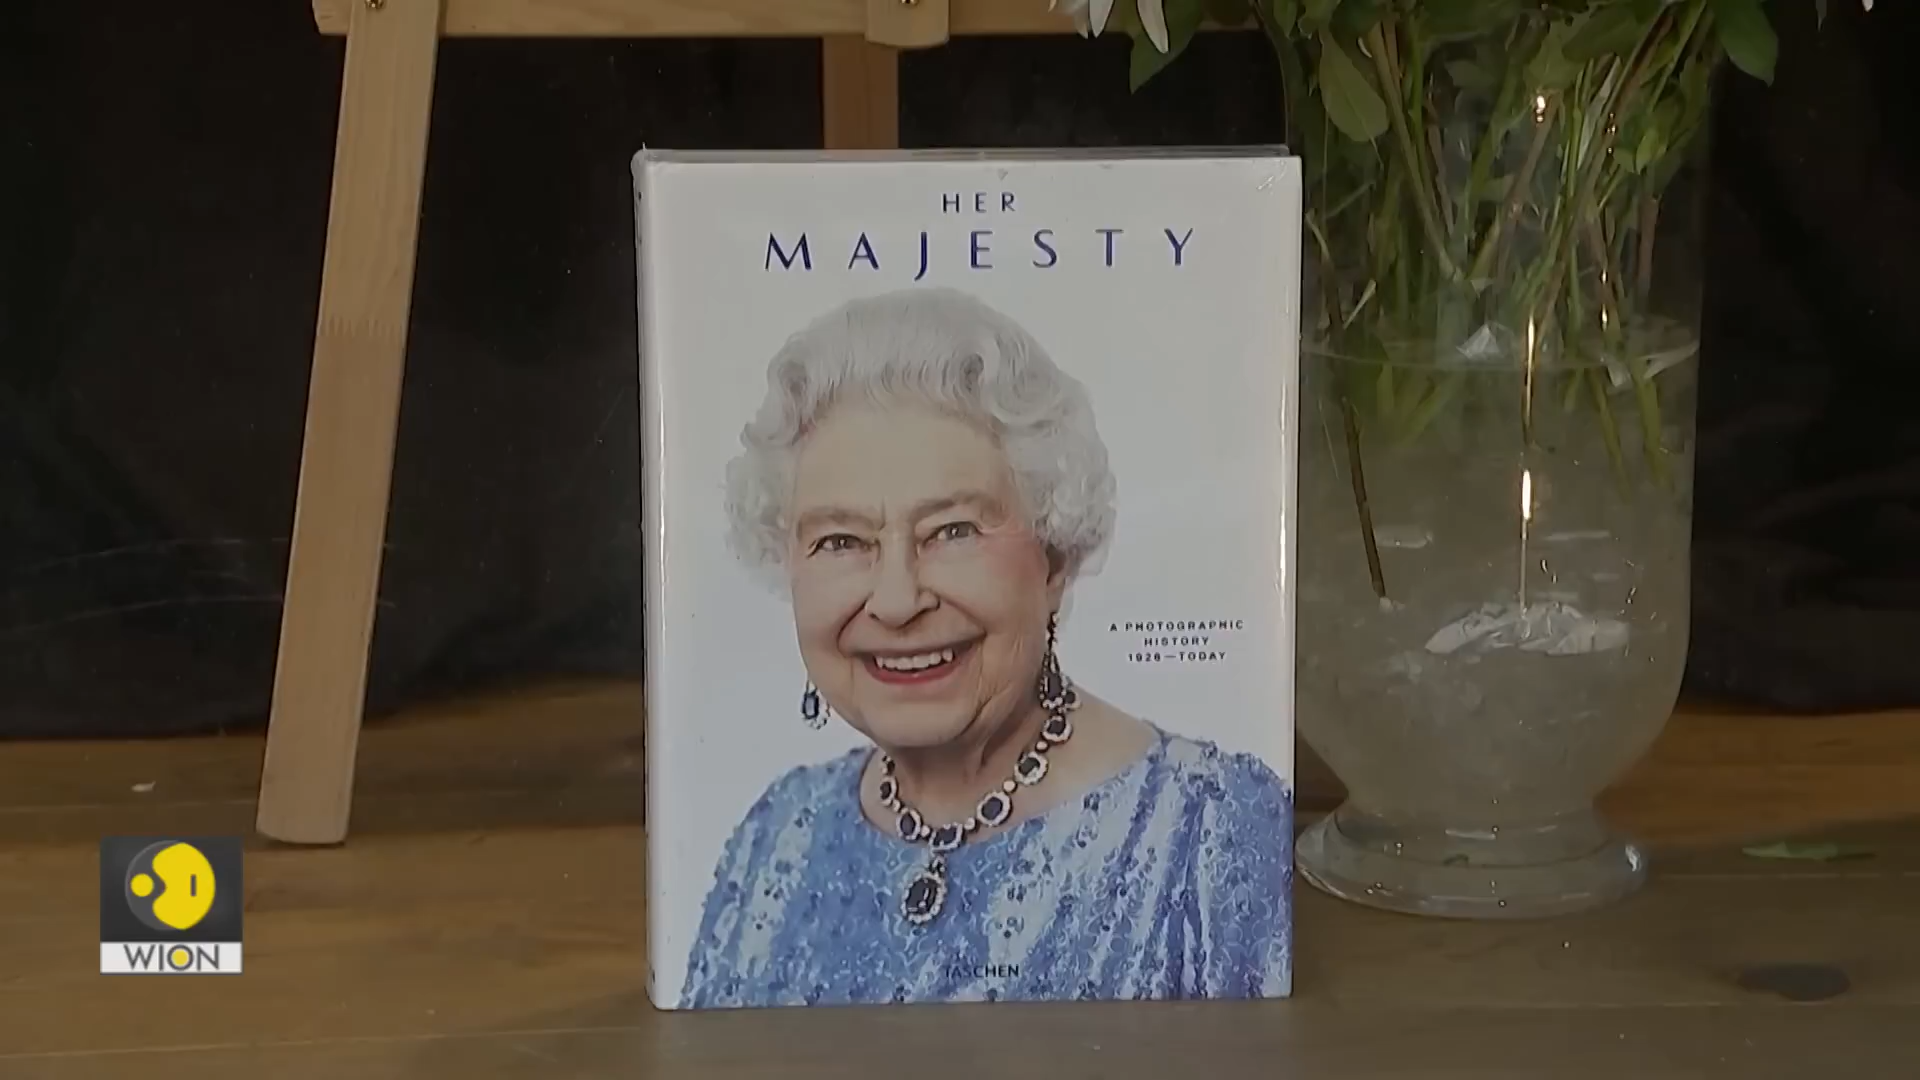 HER
MAJESTY
A PHOTOGRAPHIC
HISTORY
1926—TODAY
TASCHEN
WION